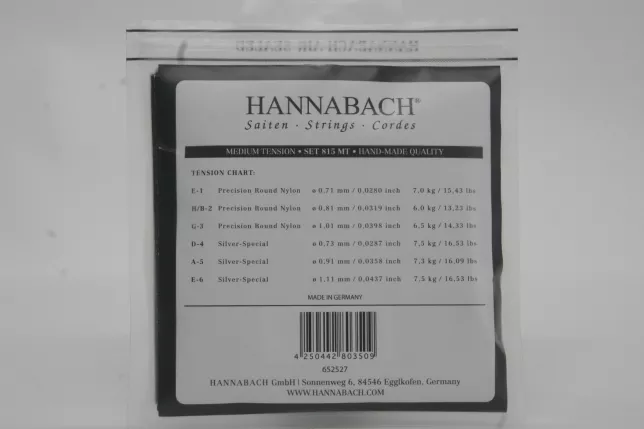 HANNABACH AIR SEALED
HANNABACH®
Saiten · Strings · Cordes
MEDIUM TENSION • SET 815 MT • HAND-MADE QUALITY
TENSION CHART:
E-1 Precision Round Nylon ø 0,71 mm / 0,0280 inch 7,0 kg / 15,43 lbs
H/B-2 Precision Round Nylon ø 0,81 mm / 0,0319 inch 6,0 kg / 13,23 lbs
G-3 Precision Round Nylon ø 1,01 mm / 0,0398 inch 6,5 kg / 14,33 lbs
D-4 Silver-Special ø 0,73 mm / 0,0287 inch 7,5 kg / 16,53 lbs
A-5 Silver-Special ø 0,91 mm / 0,0358 inch 7,3 kg / 16,09 lbs
E-6 Silver-Special ø 1,11 mm / 0,0437 inch 7,5 kg / 16,53 lbs
MADE IN GERMANY
4 250442 803509
652527
HANNABACH GmbH | Sonnenweg 6, 84546 Egglkofen, Germany
WWW.HANNABACH.COM